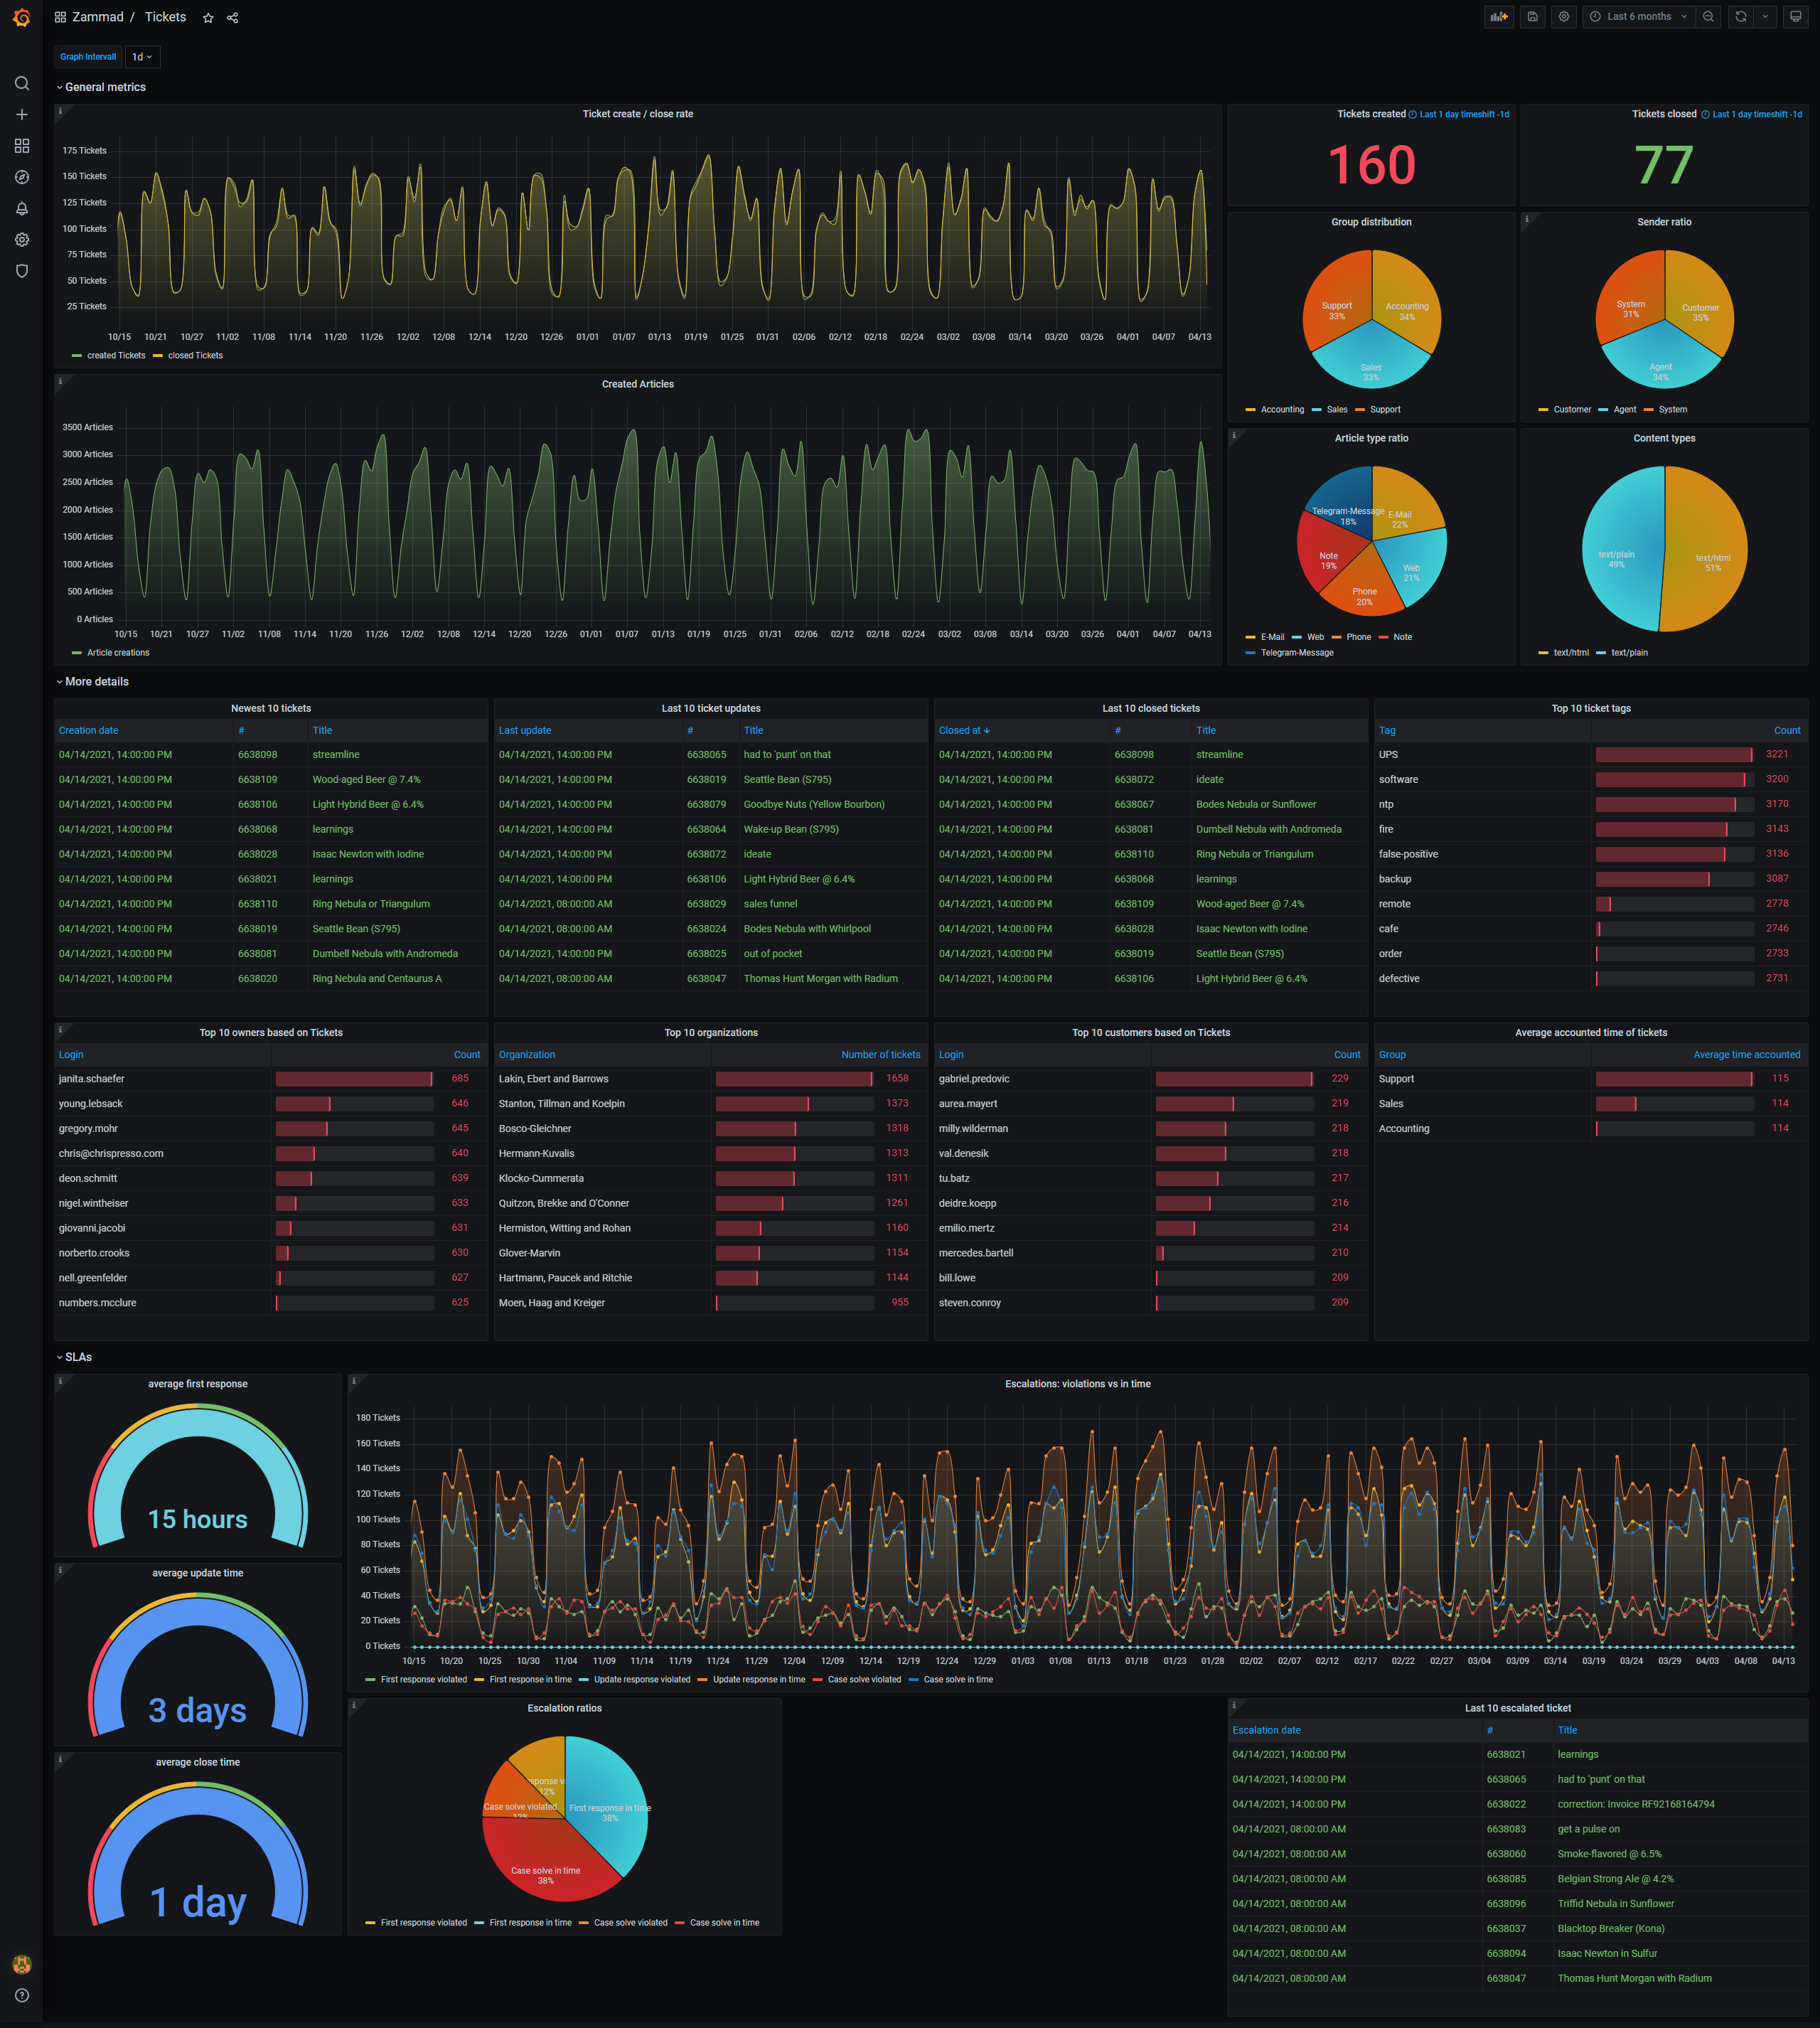 Zammad / Tickets
Last 6 months
Graph Intervall 1d
General metrics
Ticket create / close rate
175 Tickets
150 Tickets
125 Tickets
100 Tickets
75 Tickets
50 Tickets
25 Tickets
10/15 10/21 10/27 11/02 11/08 11/14 11/20 11/26 12/02 12/08 12/14 12/20 12/26 01/01 01/07 01/13 01/19 01/25 01/31 02/06 02/12 02/18 02/24 03/02 03/08 03/14 03/20 03/26 04/01 04/07 04/13
created Tickets closed Tickets
Tickets created Last 1 day timeshift -1d
160
Tickets closed Last 1 day timeshift -1d
77
Group distribution
Support
33%
Accounting
34%
Sales
33%
Accounting Sales Support
Sender ratio
System
31%
Customer
35%
Agent
34%
Customer Agent System
Created Articles
3500 Articles
3000 Articles
2500 Articles
2000 Articles
1500 Articles
1000 Articles
500 Articles
0 Articles
10/15 10/21 10/27 11/02 11/08 11/14 11/20 11/26 12/02 12/08 12/14 12/20 12/26 01/01 01/07 01/13 01/19 01/25 01/31 02/06 02/12 02/18 02/24 03/02 03/08 03/14 03/20 03/26 04/01 04/07 04/13
Article creations
Article type ratio
Telegram-Message
18%
E-Mail
22%
Note
19%
Web
21%
Phone
20%
E-Mail Web Phone Note
Telegram-Message
Content types
text/plain
49%
text/html
51%
text/html text/plain
More details
Newest 10 tickets
Creation date # Title
04/14/2021, 14:00:00 PM 6638098 streamline
04/14/2021, 14:00:00 PM 6638109 Wood-aged Beer @ 7.4%
04/14/2021, 14:00:00 PM 6638106 Light Hybrid Beer @ 6.4%
04/14/2021, 14:00:00 PM 6638068 learnings
04/14/2021, 14:00:00 PM 6638028 Isaac Newton with Iodine
04/14/2021, 14:00:00 PM 6638021 learnings
04/14/2021, 14:00:00 PM 6638110 Ring Nebula or Triangulum
04/14/2021, 14:00:00 PM 6638019 Seattle Bean (S795)
04/14/2021, 14:00:00 PM 6638081 Dumbell Nebula with Andromeda
04/14/2021, 14:00:00 PM 6638020 Ring Nebula and Centaurus A
Last 10 ticket updates
Last update # Title
04/14/2021, 14:00:00 PM 6638065 had to 'punt' on that
04/14/2021, 14:00:00 PM 6638019 Seattle Bean (S795)
04/14/2021, 14:00:00 PM 6638079 Goodbye Nuts (Yellow Bourbon)
04/14/2021, 14:00:00 PM 6638064 Wake-up Bean (S795)
04/14/2021, 14:00:00 PM 6638072 ideate
04/14/2021, 14:00:00 PM 6638106 Light Hybrid Beer @ 6.4%
04/14/2021, 08:00:00 AM 6638029 sales funnel
04/14/2021, 08:00:00 AM 6638024 Bodes Nebula with Whirlpool
04/14/2021, 08:00:00 AM 6638025 out of pocket
04/14/2021, 08:00:00 AM 6638047 Thomas Hunt Morgan with Radium
Last 10 closed tickets
Closed at # Title
04/14/2021, 14:00:00 PM 6638098 streamline
04/14/2021, 14:00:00 PM 6638072 ideate
04/14/2021, 14:00:00 PM 6638067 Bodes Nebula or Sunflower
04/14/2021, 14:00:00 PM 6638081 Dumbell Nebula with Andromeda
04/14/2021, 14:00:00 PM 6638110 Ring Nebula or Triangulum
04/14/2021, 14:00:00 PM 6638068 learnings
04/14/2021, 14:00:00 PM 6638109 Wood-aged Beer @ 7.4%
04/14/2021, 14:00:00 PM 6638028 Isaac Newton with Iodine
04/14/2021, 14:00:00 PM 6638019 Seattle Bean (S795)
04/14/2021, 14:00:00 PM 6638106 Light Hybrid Beer @ 6.4%
Top 10 ticket tags
Tag Count
UPS 3221
software 3200
ntp 3170
fire 3143
false-positive 3136
backup 3087
remote 2778
cafe 2746
order 2733
defective 2731
Top 10 owners based on Tickets
Login Count
janita.schaefer 685
young.lebsack 646
gregory.mohr 645
chris@chrispresso.com 640
deon.schmitt 639
nigel.wintheiser 633
giovanni.jacobi 631
norberto.crooks 630
nell.greenfelder 627
numbers.mcclure 625
Top 10 organizations
Organization Number of tickets
Lakin, Ebert and Barrows 1658
Stanton, Tillman and Koelpin 1373
Bosco-Gleichner 1318
Hermann-Kuvalis 1313
Klocko-Cummerata 1311
Quitzon, Brekke and O'Conner 1261
Hermiston, Witting and Rohan 1160
Glover-Marvin 1154
Hartmann, Paucek and Ritchie 1144
Moen, Haag and Kreiger 955
Top 10 customers based on Tickets
Login Count
gabriel.predovic 229
aurea.mayert 219
milly.wilderman 218
val.denesik 218
tu.batz 217
deidre.koepp 216
emilio.mertz 214
mercedes.bartell 210
bill.lowe 209
steven.conroy 209
Average accounted time of tickets
Group Average time accounted
Support 115
Sales 114
Accounting 114
SLAs
average first response
15 hours
average update time
3 days
average close time
1 day
Escalations: violations vs in time
180 Tickets
160 Tickets
140 Tickets
120 Tickets
100 Tickets
80 Tickets
60 Tickets
40 Tickets
20 Tickets
0 Tickets
10/15 10/20 10/25 10/30 11/04 11/09 11/14 11/19 11/24 11/29 12/04 12/09 12/14 12/19 12/24 12/29 01/03 01/08 01/13 01/18 01/23 01/28 02/02 02/07 02/12 02/17 02/22 02/27 03/04 03/09 03/14 03/19 03/24 03/29 04/03 04/08 04/13
First response violated First response in time Update response violated Update response in time Case solve violated Case solve in time
Escalation ratios
sponse v
12%
Case solve violated
12%
First response in time
38%
Case solve in time
38%
First response violated First response in time Case solve violated Case solve in time
Last 10 escalated ticket
Escalation date # Title
04/14/2021, 14:00:00 PM 6638021 learnings
04/14/2021, 14:00:00 PM 6638065 had to 'punt' on that
04/14/2021, 14:00:00 PM 6638022 correction: Invoice RF92168164794
04/14/2021, 08:00:00 AM 6638083 get a pulse on
04/14/2021, 08:00:00 AM 6638060 Smoke-flavored @ 6.5%
04/14/2021, 08:00:00 AM 6638085 Belgian Strong Ale @ 4.2%
04/14/2021, 08:00:00 AM 6638096 Triffid Nebula in Sunflower
04/14/2021, 08:00:00 AM 6638037 Blacktop Breaker (Kona)
04/14/2021, 08:00:00 AM 6638094 Isaac Newton in Sulfur
04/14/2021, 08:00:00 AM 6638047 Thomas Hunt Morgan with Radium